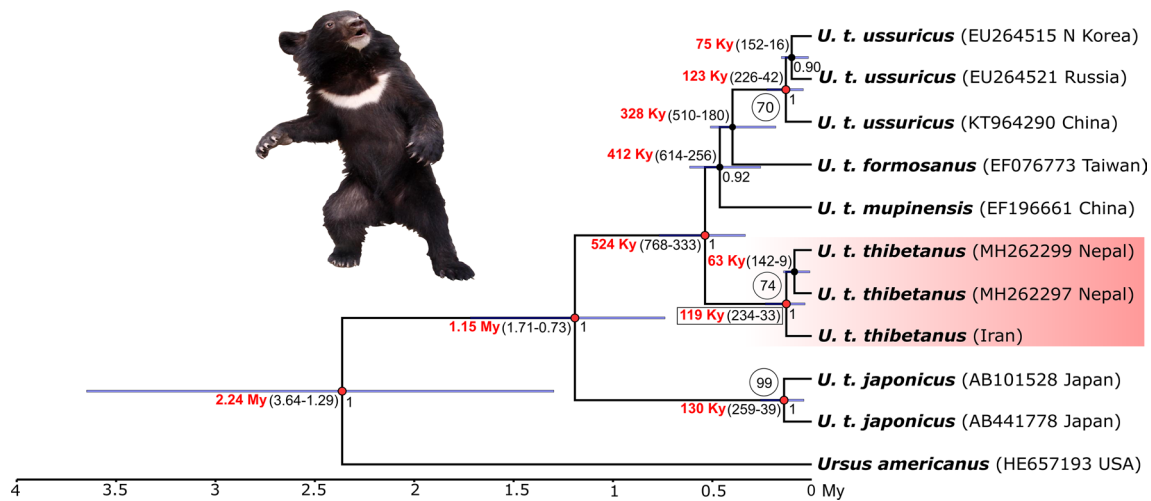 75 Ky (152-16)
U. t. ussuricus (EU264515 N Korea)
0.90
123 Ky (226-42)
U. t. ussuricus (EU264521 Russia)
70
1
328 Ky (510-180)
U. t. ussuricus (KT964290 China)
412 Ky (614-256)
U. t. formosanus (EF076773 Taiwan)
0.92
U. t. mupinensis (EF196661 China)
524 Ky (768-333)
1
U. t. thibetanus (MH262299 Nepal)
63 Ky (142-9)
74
U. t. thibetanus (MH262297 Nepal)
119 Ky (234-33)
1
1.15 My (1.71-0.73)
1
U. t. thibetanus (Iran)
99
U. t. japonicus (AB101528 Japan)
2.24 My (3.64-1.29)
1
130 Ky (259-39)
1
U. t. japonicus (AB441778 Japan)
Ursus americanus (HE657193 USA)
4 3.5 3 2.5 2 1.5 1 0.5 0 My